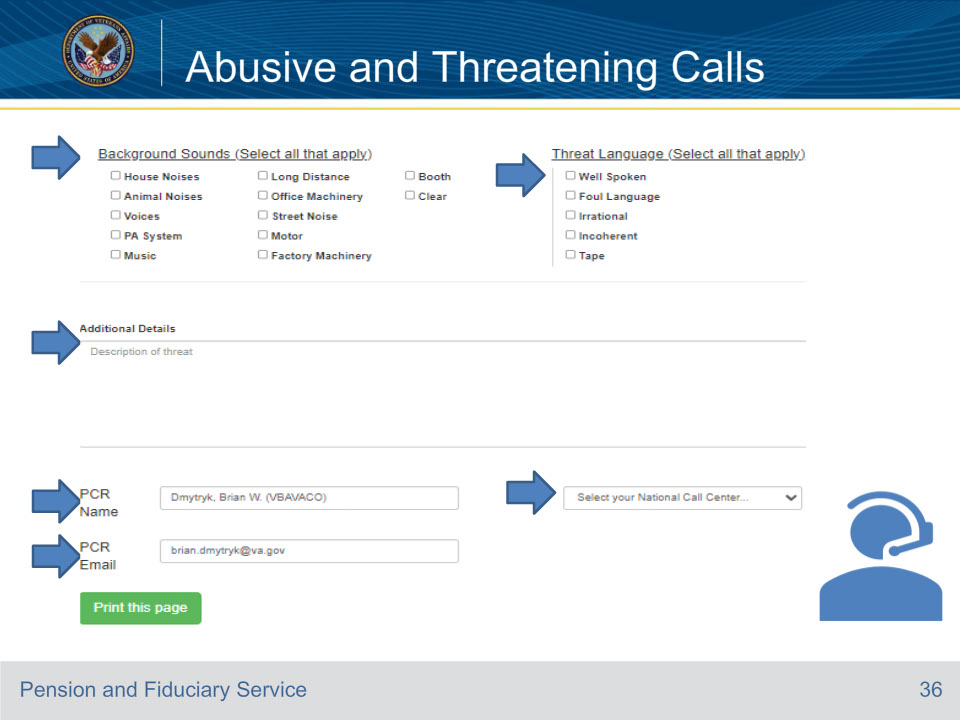 Abusive and Threatening Calls
Background Sounds (Select all that apply)
House Noises
Long Distance
Booth
Animal Noises
Office Machinery
Clear
Voices
Street Noise
PA System
Motor
Music
Factory Machinery
Threat Language (Select all that apply)
Well Spoken
Foul Language
Irrational
Incoherent
Tape
Additional Details
Description of threat
PCR
Name
Dmytryk, Brian W. (VBAVACO)
Select your National Call Center...
PCR
Email
brian.dmytryk@va.gov
Print this page
Pension and Fiduciary Service
36